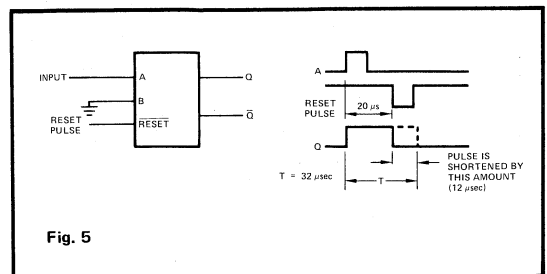 INPUT
A
Q
B
RESET
PULSE
RESET
Q
A
RESET
PULSE
20 µs
Q
T = 32 µsec
T
PULSE IS
SHORTENED BY
THIS AMOUNT
(12 µsec)
Fig. 5